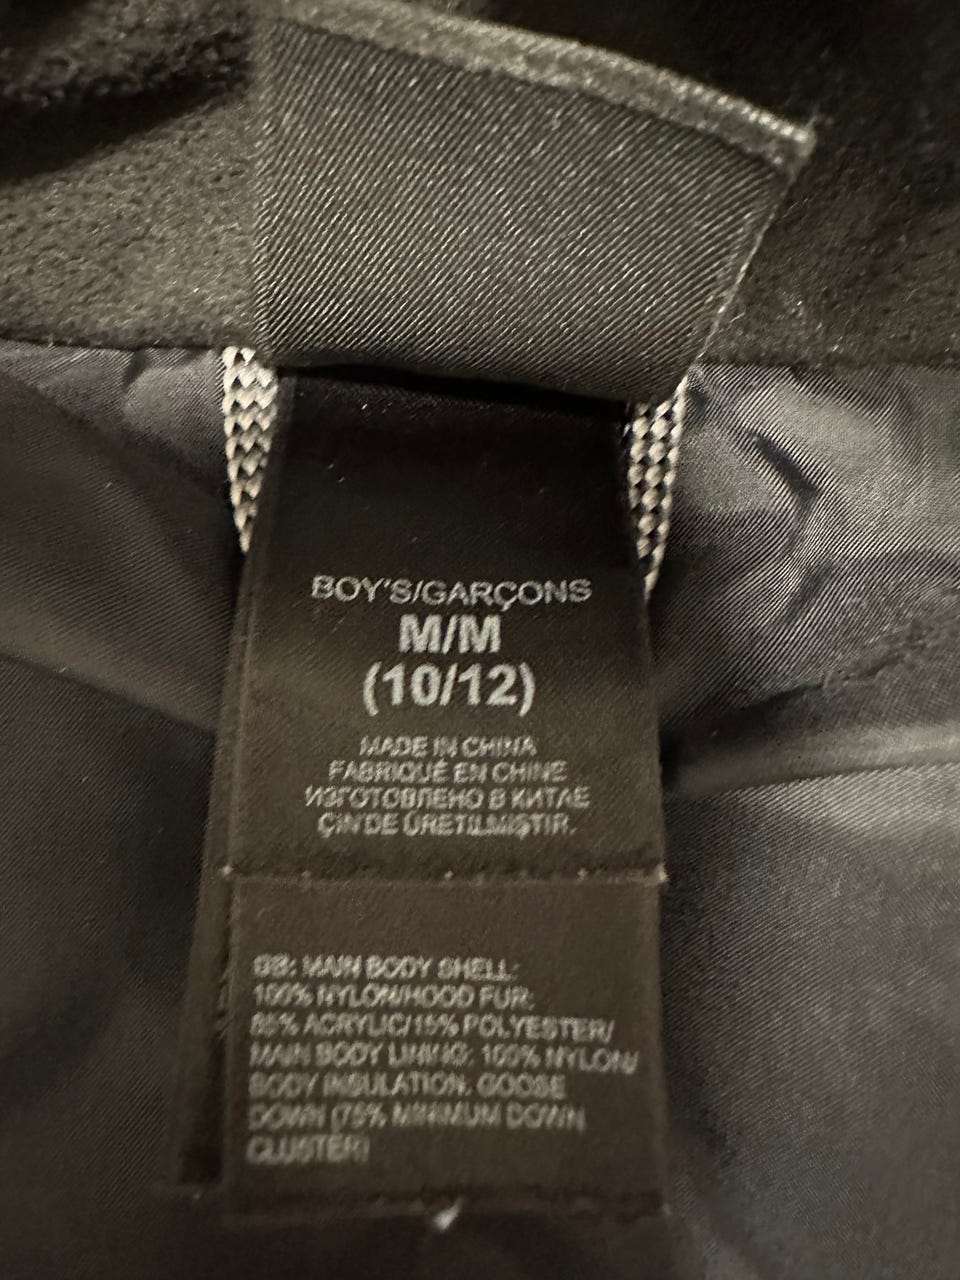 BOY'S/GARÇONS
M/M
(10/12)
MADE IN CHINA
FABRIQUÉ EN CHINE
ИЗГОТОВЛЕНО В КИТАЕ
ÇIN'DE ÜRETILMIŞTIR.
GB: MAIN BODY SHELL:
100% NYLON/HOOD FUR:
85% ACRYLIC/15% POLYESTER/
MAIN BODY LINING: 100% NYLON/
BODY INSULATION: GOOSE
DOWN (75% MINIMUM DOWN
CLUSTER)